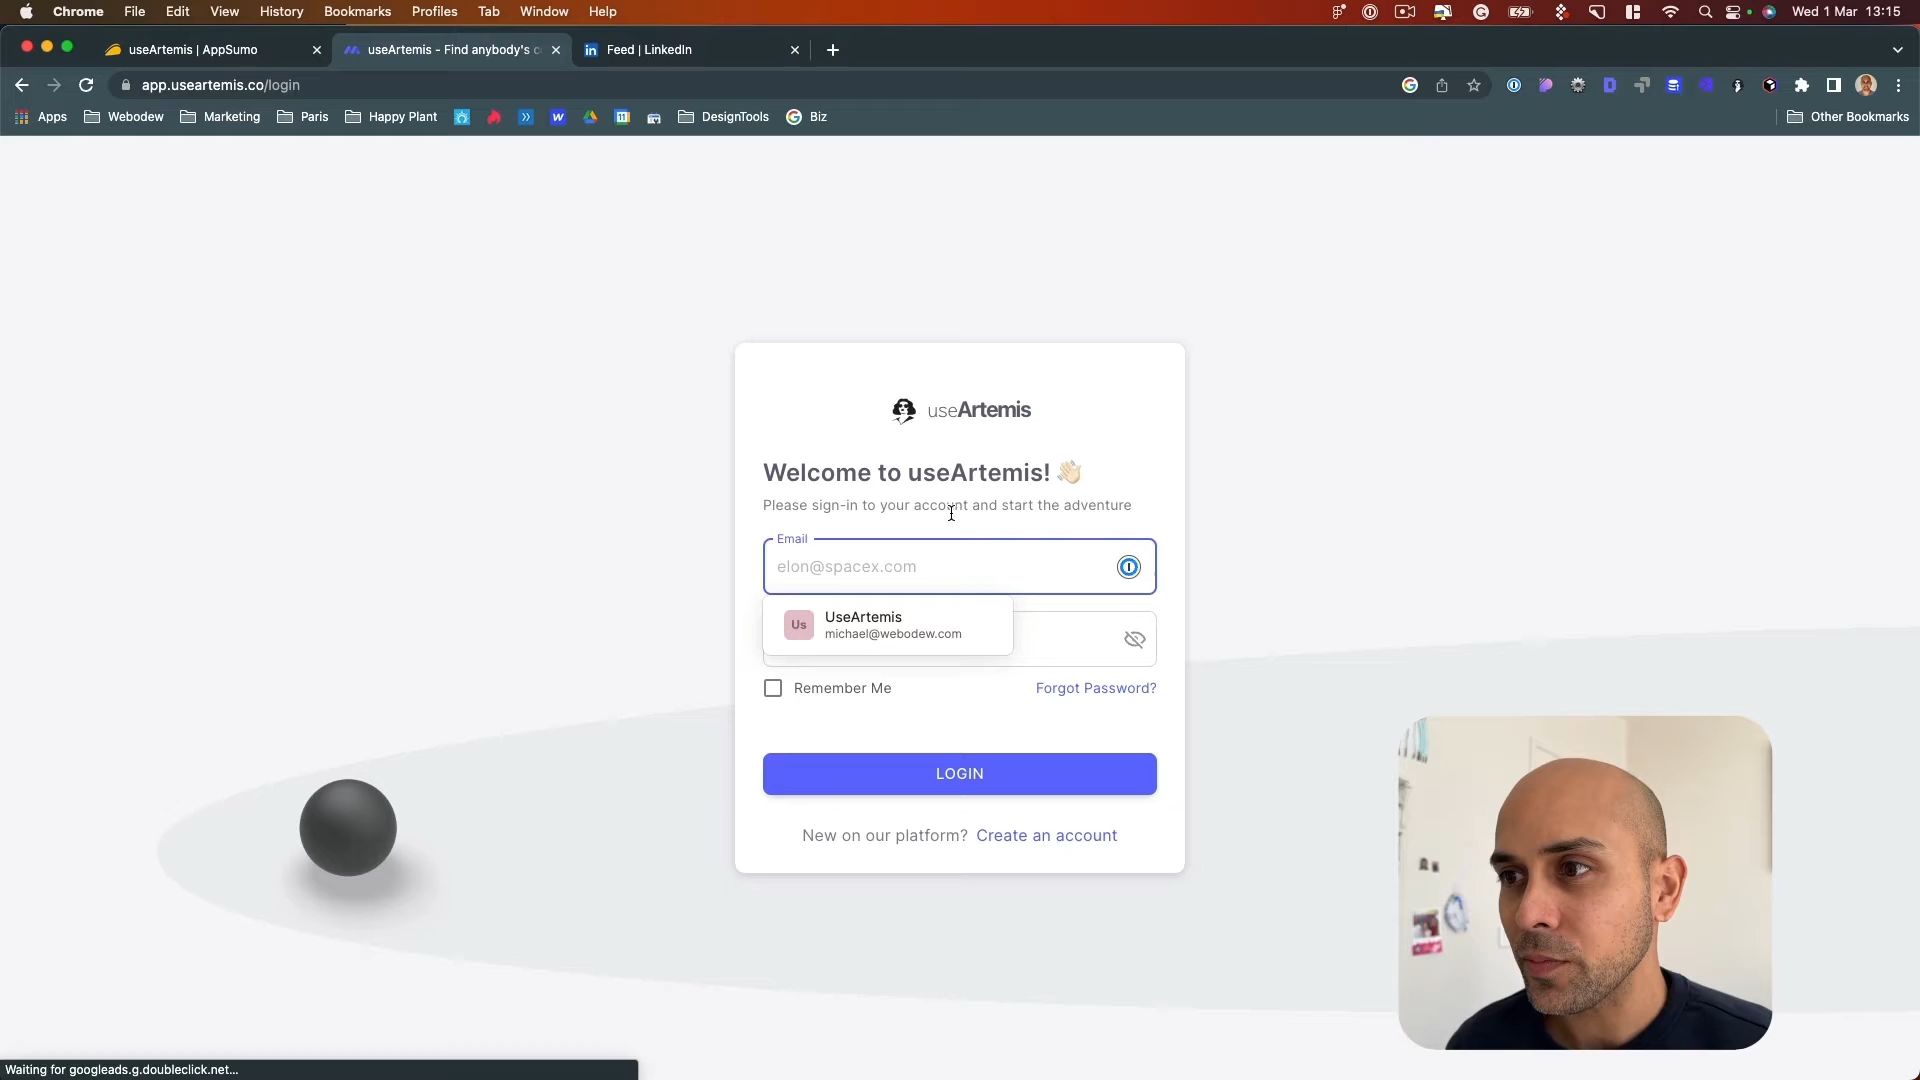 Chrome File Edit View History Bookmarks Profiles Tab Window Help Wed 1 Mar 13:15
useArtemis | AppSumo useArtemis - Find anybody's c Feed | LinkedIn
app.useartemis.co/login
Apps Webodew Marketing Paris Happy Plant DesignTools Biz Other Bookmarks
useArtemis
Welcome to useArtemis! 👋🏻
Please sign-in to your account and start the adventure
Email
elon@spacex.com
Us UseArtemis
michael@webodew.com
Remember Me Forgot Password?
LOGIN
New on our platform? Create an account
Waiting for googleads.g.doubleclick.net...